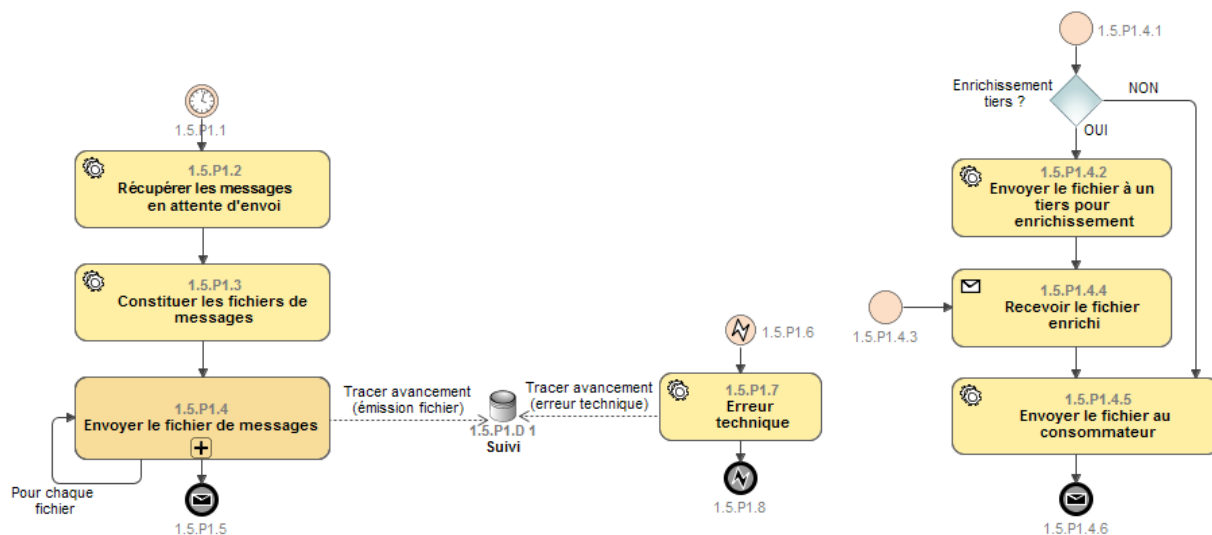 1.5.P1.1
1.5.P1.2
Récupérer les messages
en attente d'envoi
1.5.P1.3
Constituer les fichiers de
messages
1.5.P1.4
Envoyer le fichier de messages
Pour chaque
fichier
1.5.P1.5
Tracer avancement
(émission fichier)
1.5.P1.D 1
Suivi
Tracer avancement
(erreur technique)
1.5.P1.6
1.5.P1.7
Erreur
technique
1.5.P1.8
1.5.P1.4.1
Enrichissement
tiers ?
NON
OUI
1.5.P1.4.2
Envoyer le fichier à un
tiers pour
enrichissement
1.5.P1.4.3
1.5.P1.4.4
Recevoir le fichier
enrichi
1.5.P1.4.5
Envoyer le fichier au
consommateur
1.5.P1.4.6